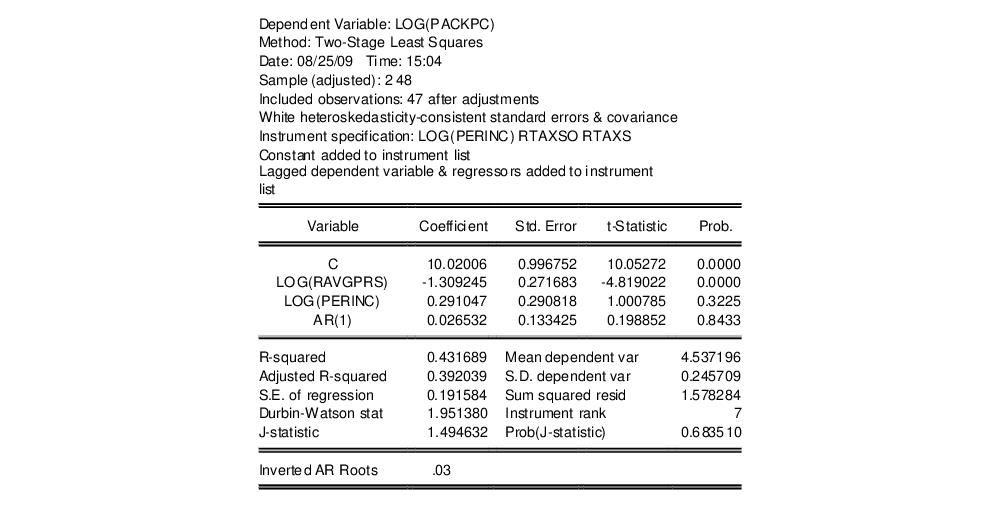 Dependent Variable: LOG(PACKPC)
Method: Two-Stage Least Squares
Date: 08/25/09 Time: 15:04
Sample (adjusted): 2 48
Included observations: 47 after adjustments
White heteroskedasticity-consistent standard errors & covariance
Instrument specification: LOG(PERINC) RTAXSO RTAXS
Constant added to instrument list
Lagged dependent variable & regressors added to instrument
list
Variable Coefficient Std. Error t-Statistic Prob.
C 10.02006 0.996752 10.05272 0.0000
LOG(RAVGPRS) -1.309245 0.271683 -4.819022 0.0000
LOG(PERINC) 0.291047 0.290818 1.000785 0.3225
AR(1) 0.026532 0.133425 0.198852 0.8433
R-squared 0.431689 Mean dependent var 4.537196
Adjusted R-squared 0.392039 S.D. dependent var 0.245709
S.E. of regression 0.191584 Sum squared resid 1.578284
Durbin-Watson stat 1.951380 Instrument rank 7
J-statistic 1.494632 Prob(J-statistic) 0.683510
Inverted AR Roots .03